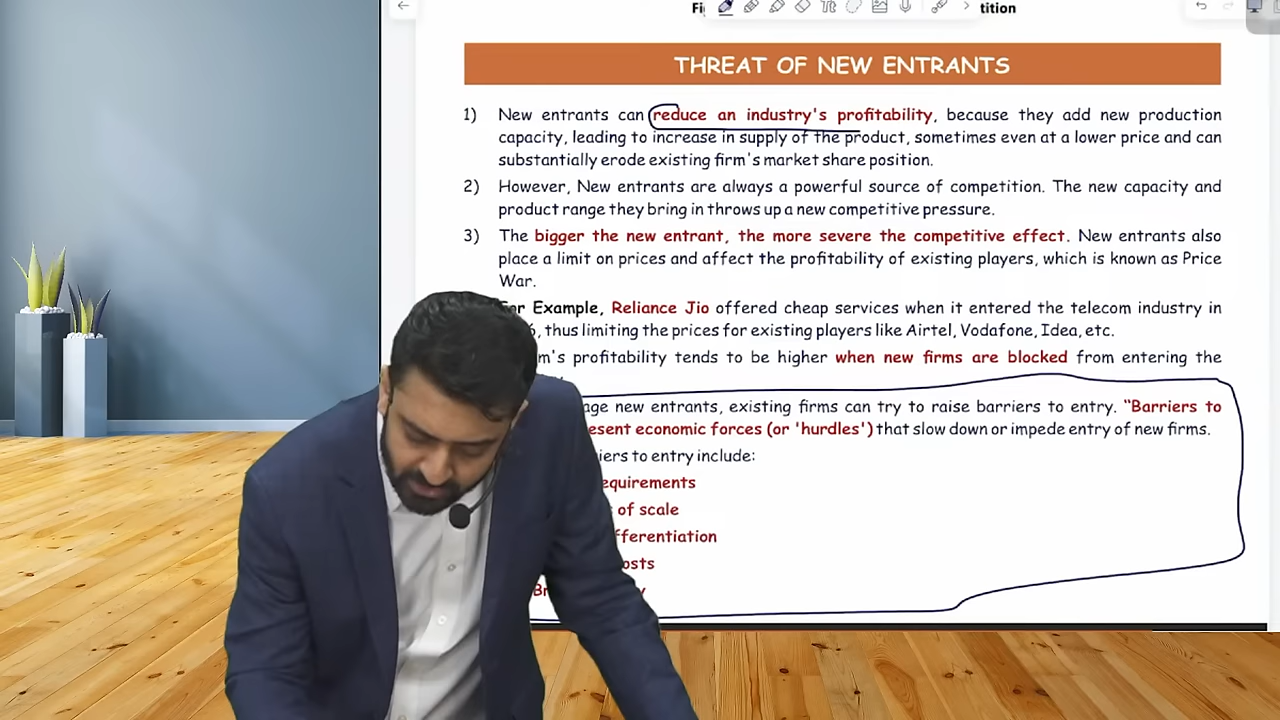 tition
THREAT OF NEW ENTRANTS
1) New entrants can reduce an industry's profitability, because they add new production
capacity, leading to increase in supply of the product, sometimes even at a lower price and can
substantially erode existing firm's market share position.
2) However, New entrants are always a powerful source of competition. The new capacity and
product range they bring in throws up a new competitive pressure.
3) The bigger the new entrant, the more severe the competitive effect. New entrants also
place a limit on prices and affect the profitability of existing players, which is known as Price
War.
Example, Reliance Jio offered cheap services when it entered the telecom industry in
thus limiting the prices for existing players like Airtel, Vodafone, Idea, etc.
profitability tends to be higher when new firms are blocked from entering the
new entrants, existing firms can try to raise barriers to entry. “Barriers to
economic forces (or 'hurdles') that slow down or impede entry of new firms.
to entry include:
of scale